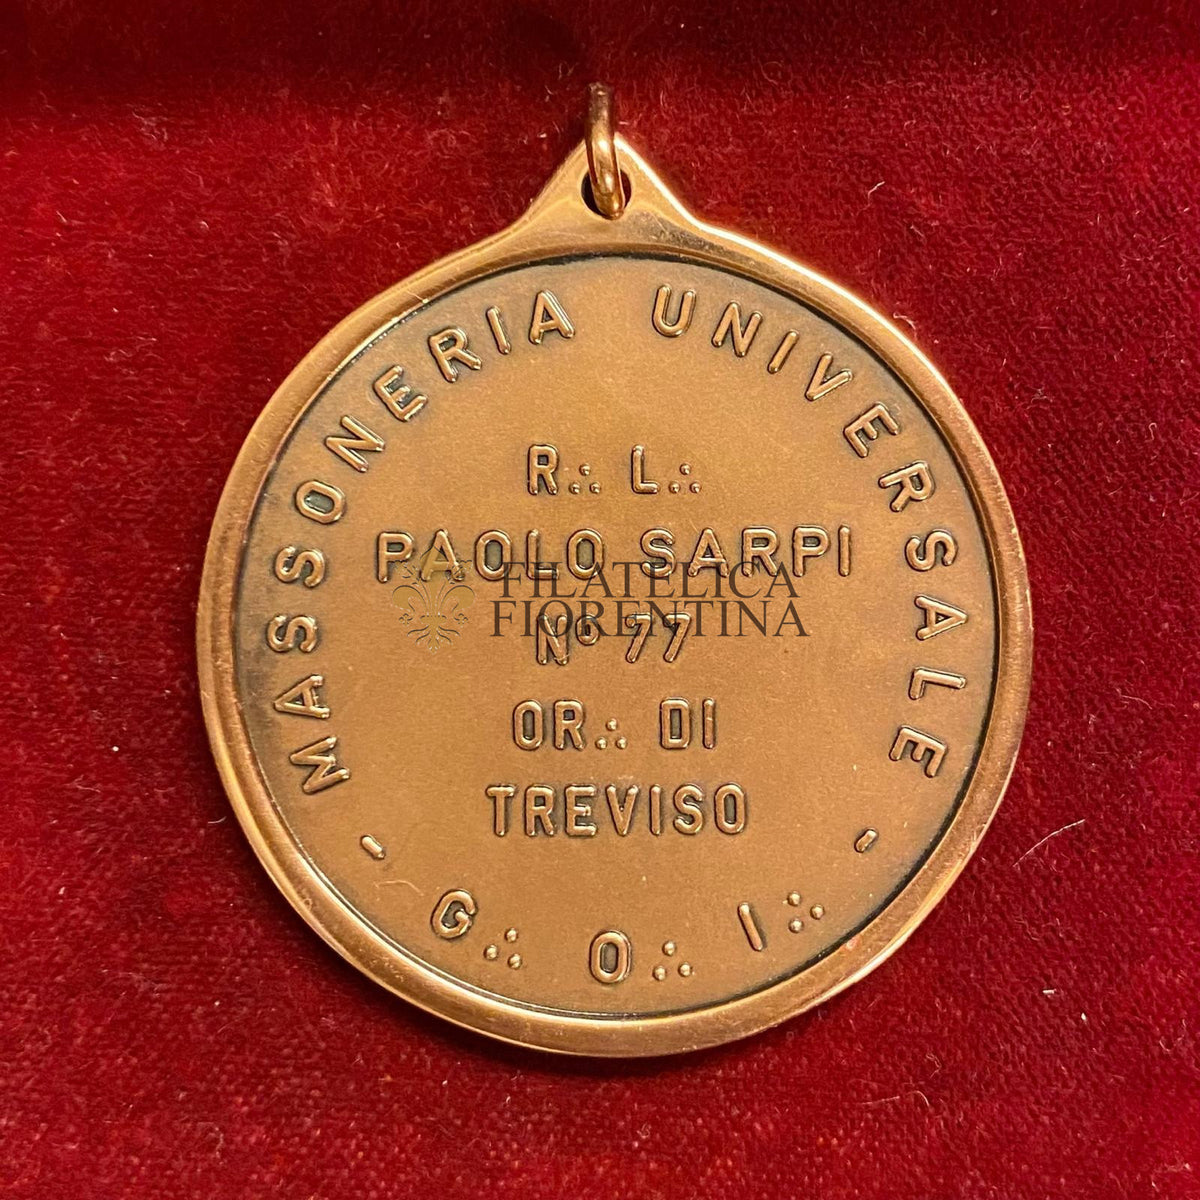 MASSONERIA UNIVERSALE
R∴ L∴
PAOLO SARPI
N° 77
OR∴ DI
TREVISO
- G∴ O∴ I∴ -
FILATELICA
FIORENTINA